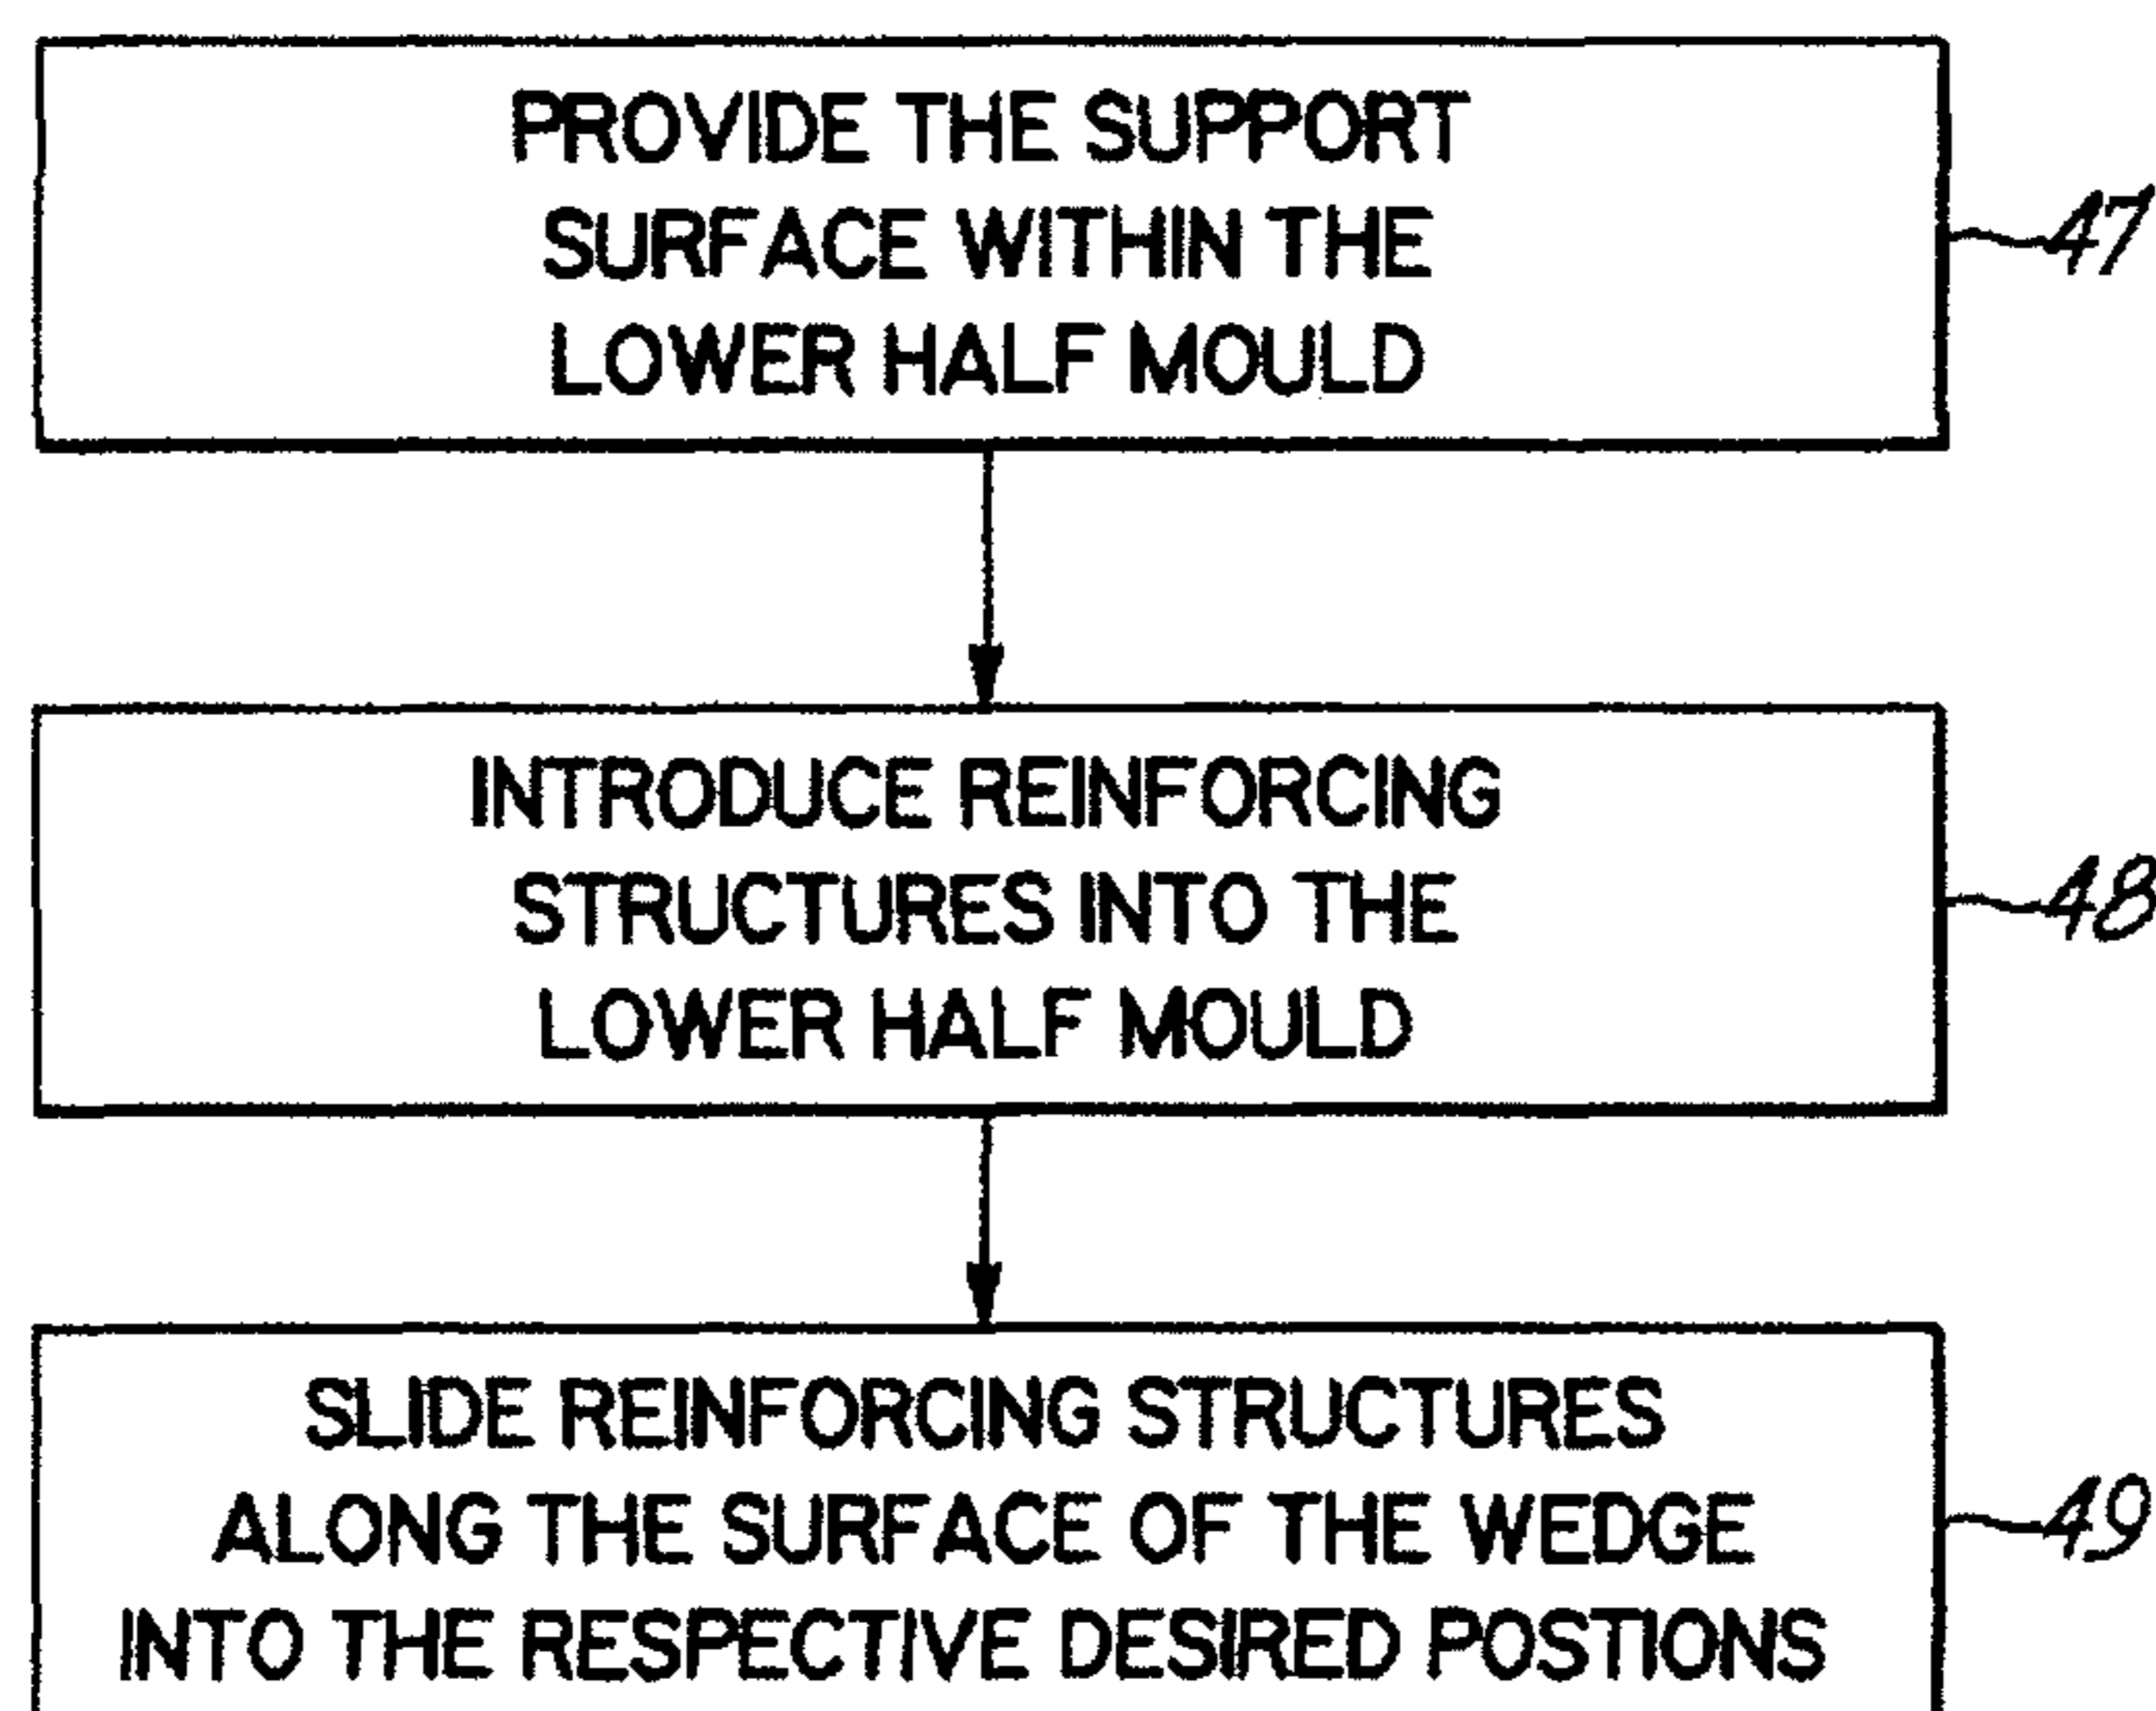 PROVIDE THE SUPPORT
SURFACE WITHIN THE
LOWER HALF MOULD
47
INTRODUCE REINFORCING
STRUCTURES INTO THE
LOWER HALF MOULD
48
SLIDE REINFORCING STRUCTURES
ALONG THE SURFACE OF THE WEDGE
INTO THE RESPECTIVE DESIRED POSTIONS
49